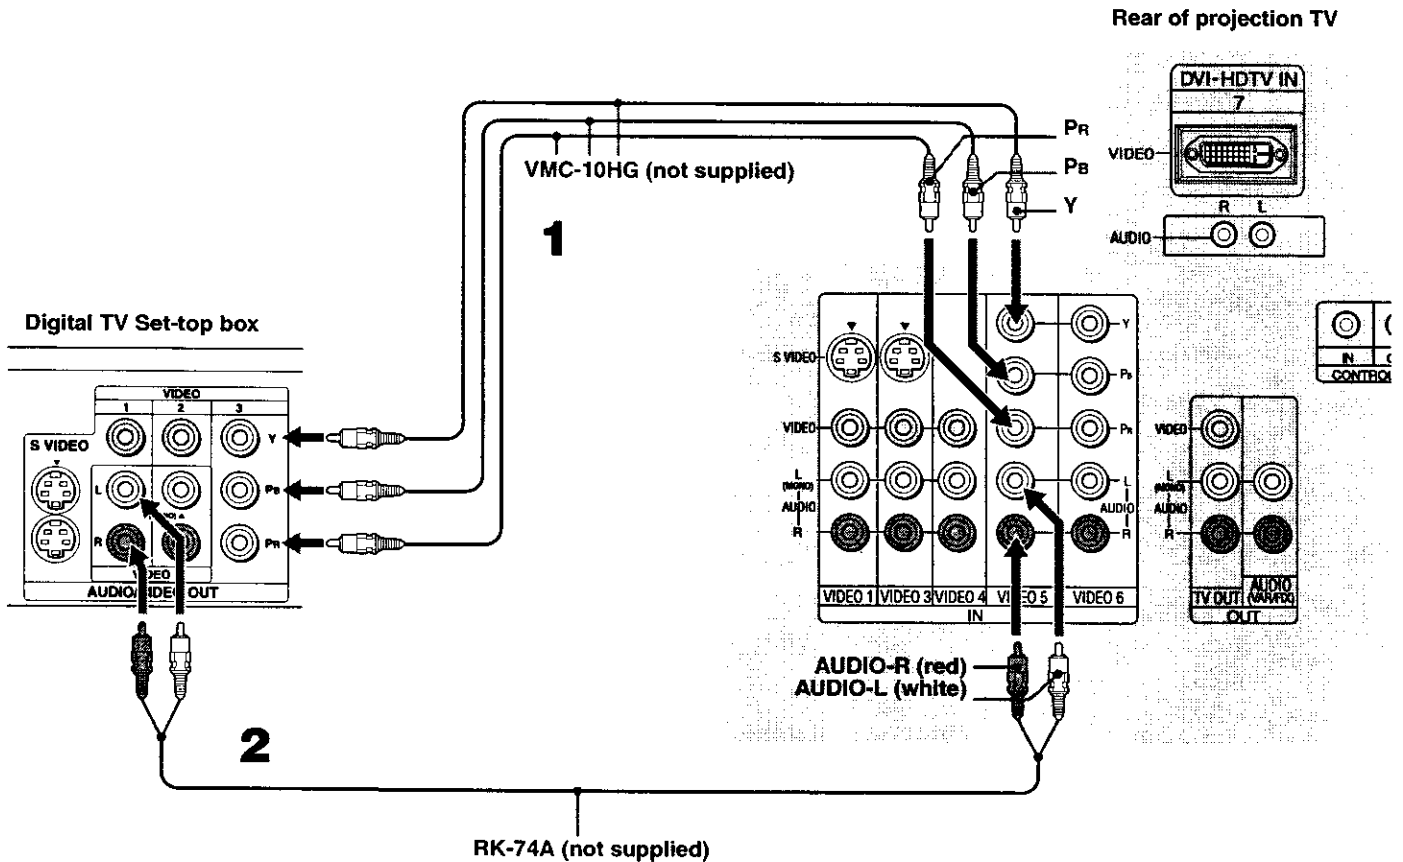 Rear of projection TV
DVI-HDTV IN
7
VIDEO
R L
AUDIO
PR
PB
Y
VMC-10HG (not supplied)
1
Digital TV Set-top box
VIDEO
1 2 3
S VIDEO
Y
L
PB
R
PR
AUDIO/VIDEO OUT
S VIDEO
Y
PB
VIDEO
PR
L
(MONO)
AUDIO
R
L
AUDIO
R
VIDEO 1 VIDEO 3 VIDEO 4 VIDEO 5 VIDEO 6
IN
IN
CONTROL
VIDEO
L
(MONO)
AUDIO
R
TV OUT
AUDIO
(VAR/FIX)
OUT
AUDIO-R (red)
AUDIO-L (white)
2
RK-74A (not supplied)